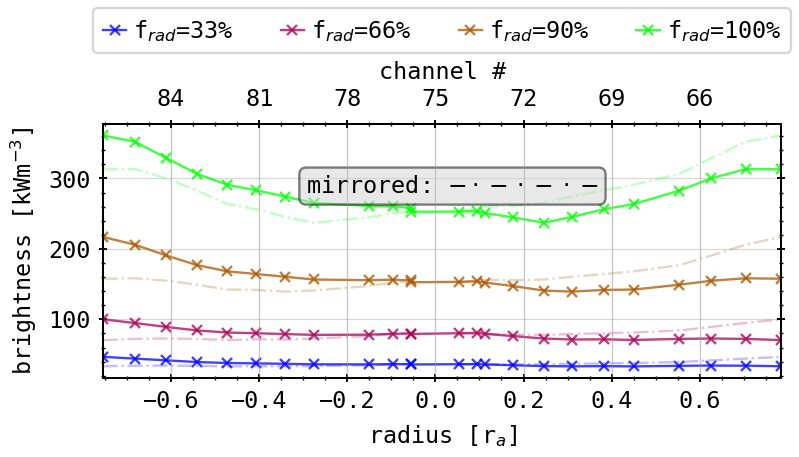 f_rad=33% f_rad=66% f_rad=90% f_rad=100%
channel #
84 81 78 75 72 69 66
brightness [kWm⁻³]
300
200
100
mirrored: — · — · — · —
−0.6 −0.4 −0.2 0.0 0.2 0.4 0.6
radius [r_a]